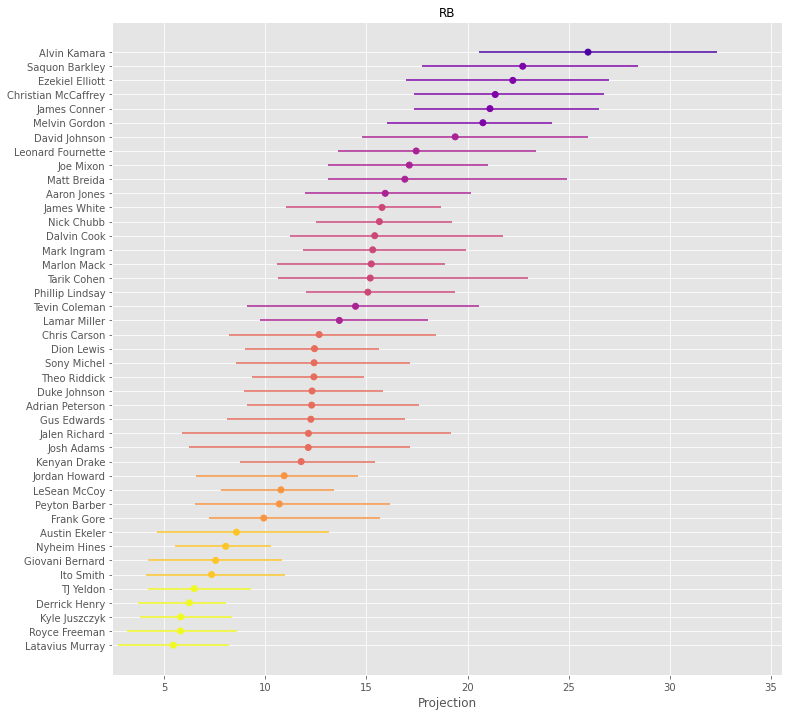 RB
Alvin Kamara
Saquon Barkley
Ezekiel Elliott
Christian McCaffrey
James Conner
Melvin Gordon
David Johnson
Leonard Fournette
Joe Mixon
Matt Breida
Aaron Jones
James White
Nick Chubb
Dalvin Cook
Mark Ingram
Marlon Mack
Tarik Cohen
Phillip Lindsay
Tevin Coleman
Lamar Miller
Chris Carson
Dion Lewis
Sony Michel
Theo Riddick
Duke Johnson
Adrian Peterson
Gus Edwards
Jalen Richard
Josh Adams
Kenyan Drake
Jordan Howard
LeSean McCoy
Peyton Barber
Frank Gore
Austin Ekeler
Nyheim Hines
Giovani Bernard
Ito Smith
TJ Yeldon
Derrick Henry
Kyle Juszczyk
Royce Freeman
Latavius Murray
5 10 15 20 25 30 35
Projection